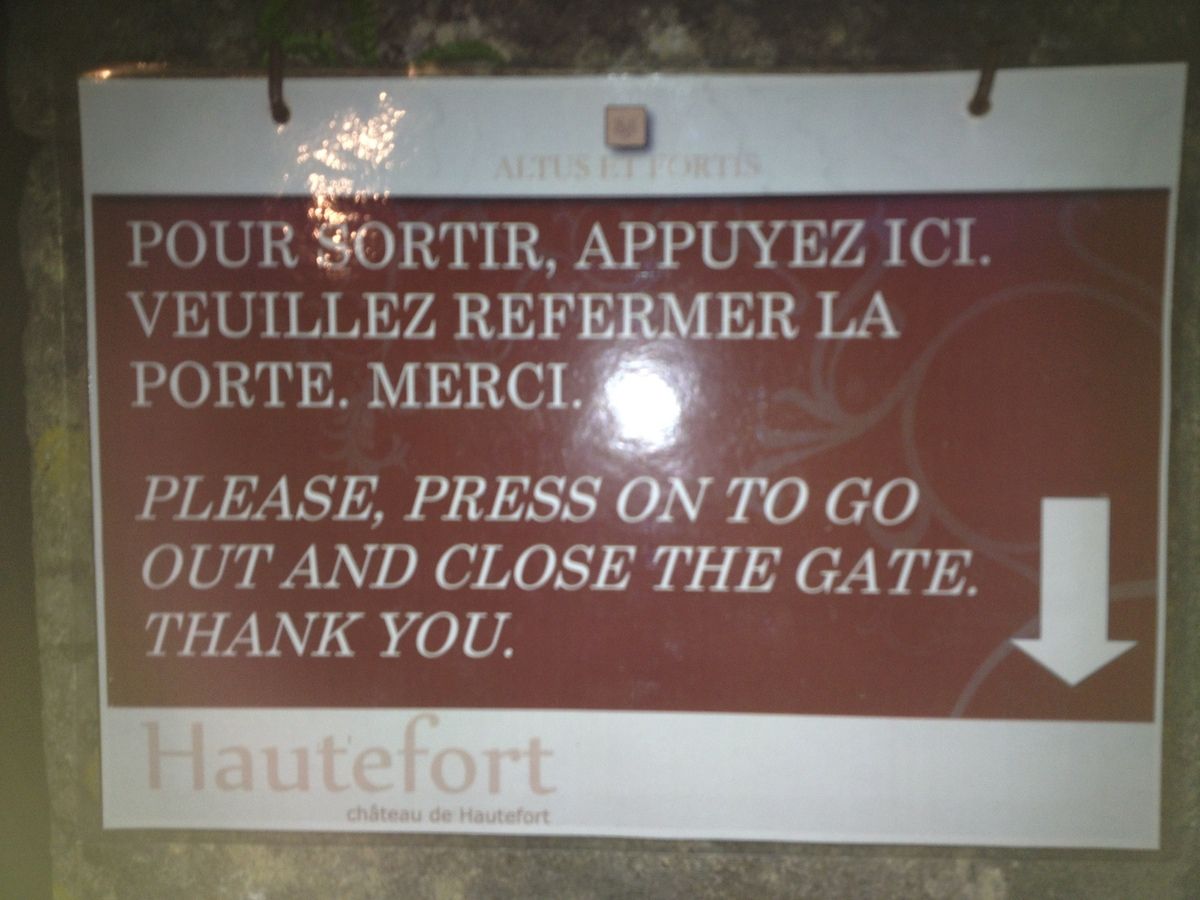 ALTUS ET FORTIS
POUR SORTIR, APPUYEZ ICI.
VEUILLEZ REFERMER LA
PORTE. MERCI.
PLEASE, PRESS ON TO GO
OUT AND CLOSE THE GATE.
THANK YOU.
Hautefort
château de Hautefort